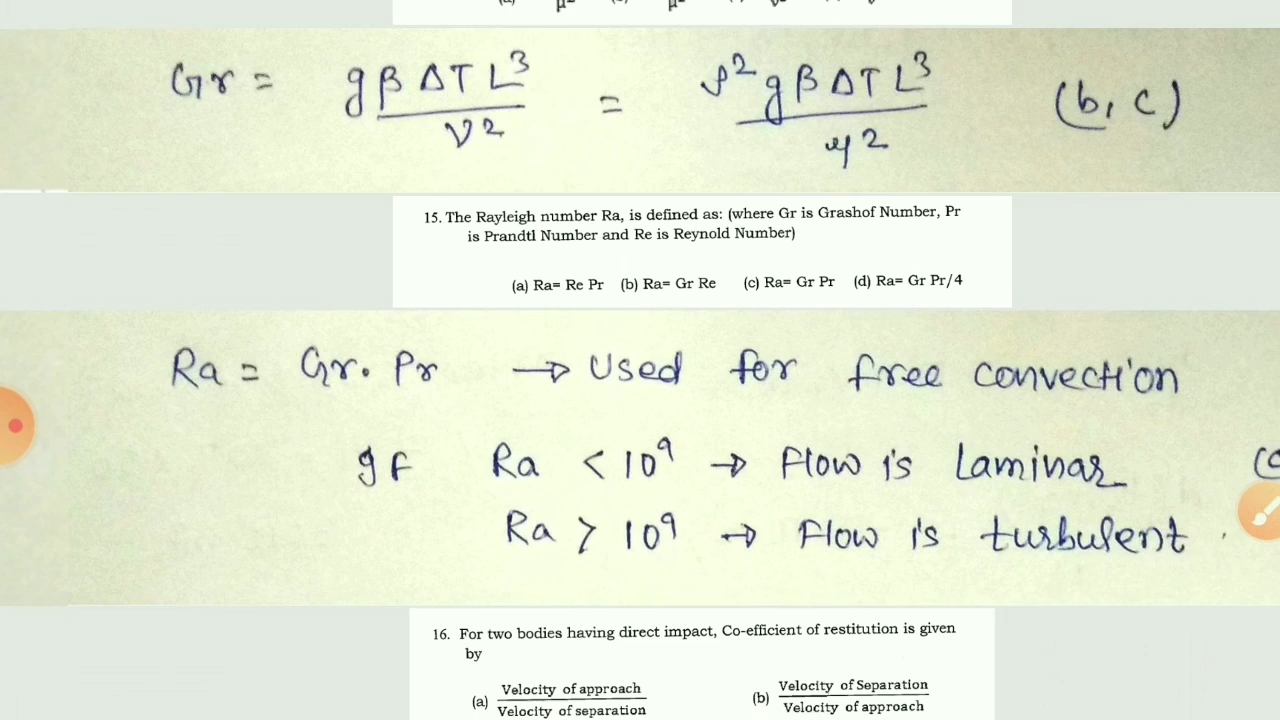 Gr = gβΔTL³/ν² = ρ²gβΔTL³/μ² (b, c)
15. The Rayleigh number Ra, is defined as: (where Gr is Grashof Number, Pr
is Prandtl Number and Re is Reynold Number)
(a) Ra= Re Pr (b) Ra= Gr Re (c) Ra= Gr Pr (d) Ra= Gr Pr/4
Ra = Gr. Pr → Used for free convection
If Ra < 10⁹ → Flow is Laminar
Ra > 10⁹ → Flow is turbulent.
16. For two bodies having direct impact, Co-efficient of restitution is given
by
(a) Velocity of approach / Velocity of separation (b) Velocity of Separation / Velocity of approach